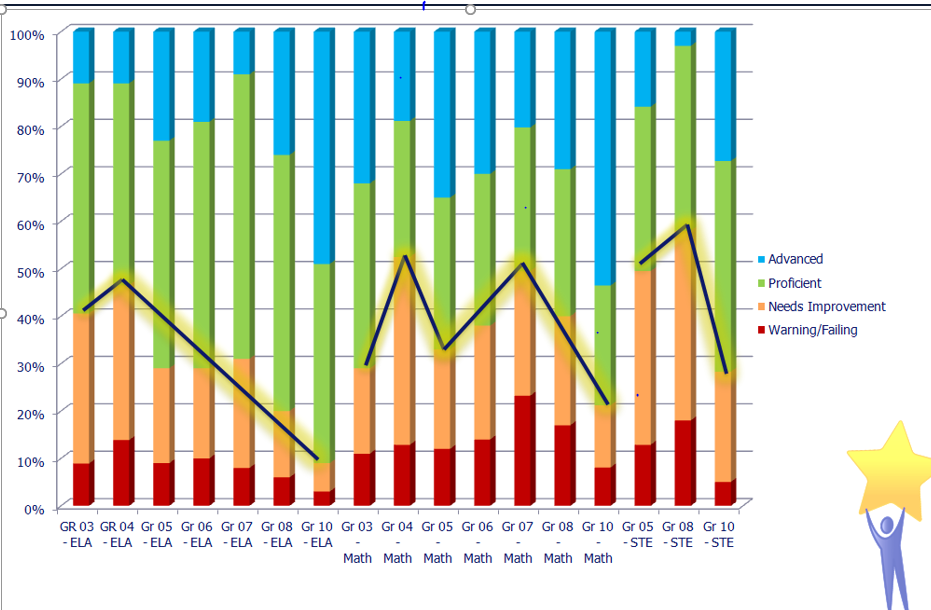 f
100%
90%
80%
70%
60%
50%
40%
30%
20%
10%
0%
GR 03 - ELA
GR 04 - ELA
Gr 05 - ELA
Gr 06 - ELA
Gr 07 - ELA
Gr 08 - ELA
Gr 10 - ELA
Gr 03 - Math
Gr 04 - Math
Gr 05 - Math
Gr 06 - Math
Gr 07 - Math
Gr 08 - Math
Gr 10 - Math
Gr 05 - STE
Gr 08 - STE
Gr 10 - STE
Advanced
Proficient
Needs Improvement
Warning/Failing